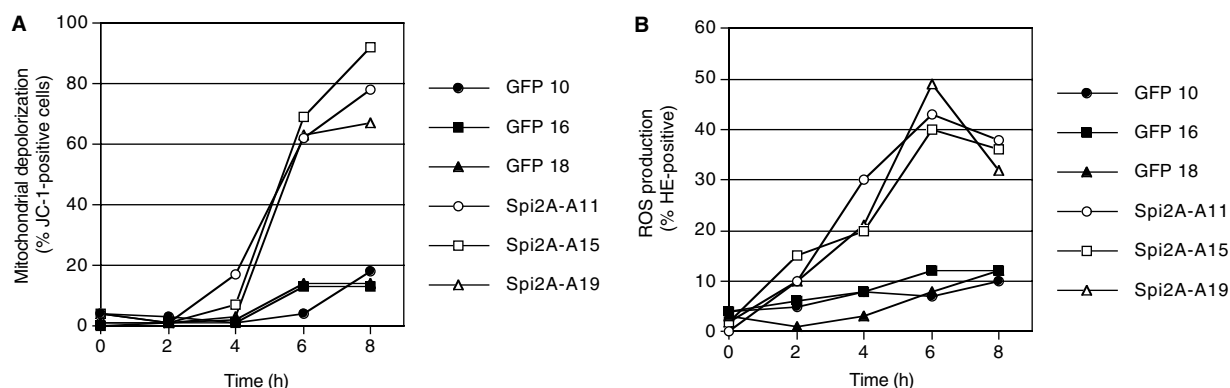 A
Mitochondrial depolorization
(% JC-1-positive cells)
100
80
60
40
20
0
0 2 4 6 8
Time (h)
GFP 10
GFP 16
GFP 18
Spi2A-A11
Spi2A-A15
Spi2A-A19
B
ROS production
(% HE-positive)
60
50
40
30
20
10
0
0 2 4 6 8
Time (h)
GFP 10
GFP 16
GFP 18
Spi2A-A11
Spi2A-A15
Spi2A-A19